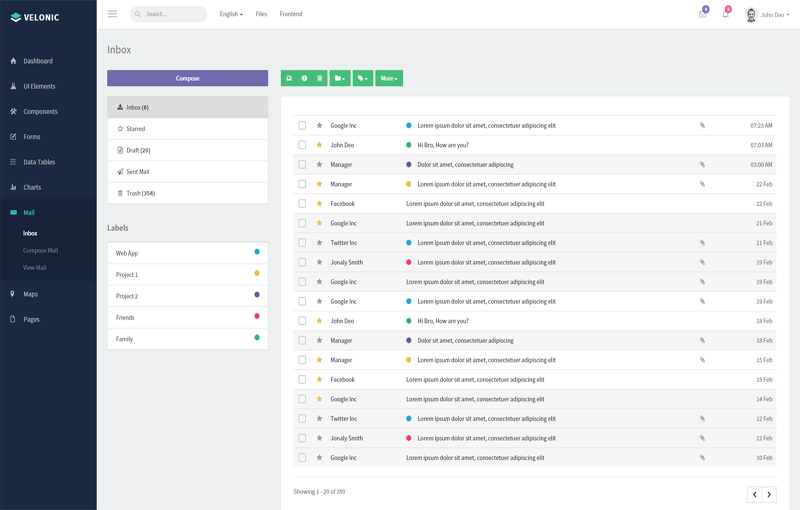 VELONIC
Search...
English
Files
Frontend
4
3
John Deo
Dashboard
UI Elements
Components
Forms
Data Tables
Charts
Mail
Inbox
Compose Mail
View Mail
Maps
Pages
Inbox
Compose
More
Inbox (8)
Starred
Draft (20)
Sent Mail
Trash (354)
Labels
Web App
Project 1
Project 2
Friends
Family
Google Inc Lorem ipsum dolor sit amet, consectetuer adipiscing elit 07:23 AM
John Deo Hi Bro, How are you? 07:03 AM
Manager Dolor sit amet, consectetuer adipiscing 03:00 AM
Manager Lorem ipsum dolor sit amet, consectetuer adipiscing elit 22 Feb
Facebook Lorem ipsum dolor sit amet, consectetuer adipiscing elit 22 Feb
Google Inc Lorem ipsum dolor sit amet, consectetuer adipiscing elit 21 Feb
Twitter Inc Lorem ipsum dolor sit amet, consectetuer adipiscing elit 21 Feb
Jonaly Smith Lorem ipsum dolor sit amet, consectetuer adipiscing elit 19 Feb
Google Inc Lorem ipsum dolor sit amet, consectetuer adipiscing elit 19 Feb
Google Inc Lorem ipsum dolor sit amet, consectetuer adipiscing elit 19 Feb
John Deo Hi Bro, How are you? 18 Feb
Manager Dolor sit amet, consectetuer adipiscing 18 Feb
Manager Lorem ipsum dolor sit amet, consectetuer adipiscing elit 15 Feb
Facebook Lorem ipsum dolor sit amet, consectetuer adipiscing elit 15 Feb
Google Inc Lorem ipsum dolor sit amet, consectetuer adipiscing elit 14 Feb
Twitter Inc Lorem ipsum dolor sit amet, consectetuer adipiscing elit 12 Feb
Jonaly Smith Lorem ipsum dolor sit amet, consectetuer adipiscing elit 12 Feb
Google Inc Lorem ipsum dolor sit amet, consectetuer adipiscing elit 10 Feb
Showing 1 - 20 of 289